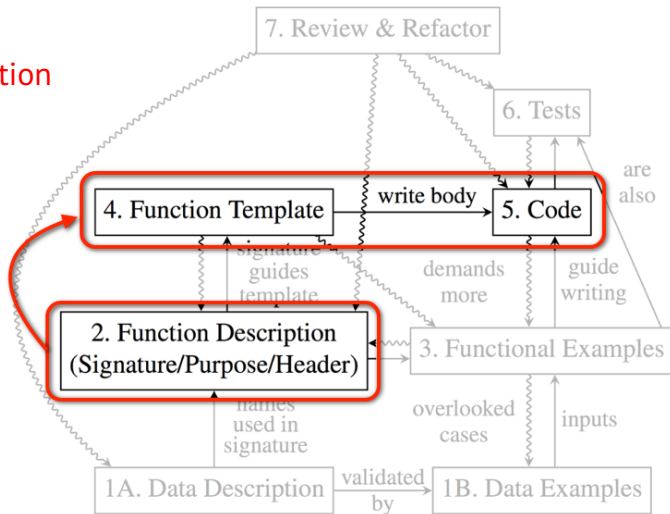 7. Review & Refactor
tion
6. Tests
are
also
4. Function Template
write body
5. Code
signature
guides
template
demands
more
guide
writing
2. Function Description
(Signature/Purpose/Header)
3. Functional Examples
names
used in
signature
overlooked
cases
inputs
1A. Data Description
validated
by
1B. Data Examples